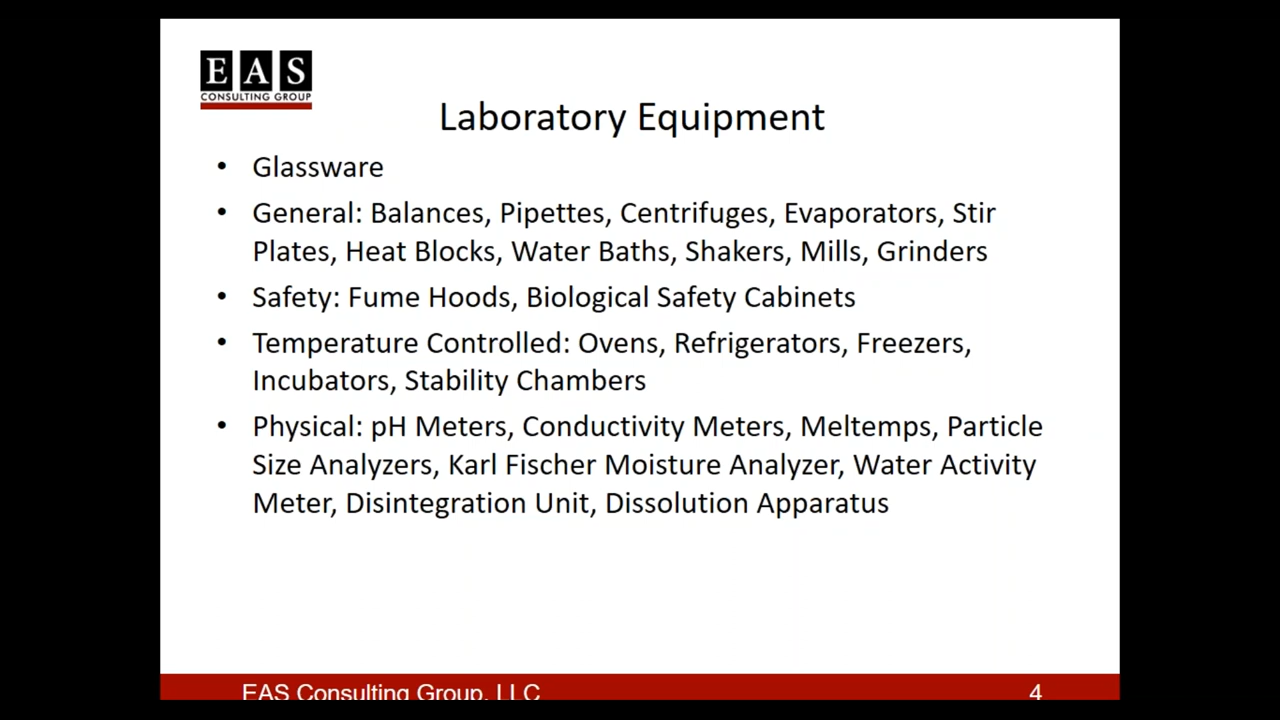 EAS
CONSULTING GROUP
Laboratory Equipment
• Glassware
• General: Balances, Pipettes, Centrifuges, Evaporators, Stir
Plates, Heat Blocks, Water Baths, Shakers, Mills, Grinders
• Safety: Fume Hoods, Biological Safety Cabinets
• Temperature Controlled: Ovens, Refrigerators, Freezers,
Incubators, Stability Chambers
• Physical: pH Meters, Conductivity Meters, Meltemps, Particle
Size Analyzers, Karl Fischer Moisture Analyzer, Water Activity
Meter, Disintegration Unit, Dissolution Apparatus
EAS Consulting Group, LLC 4